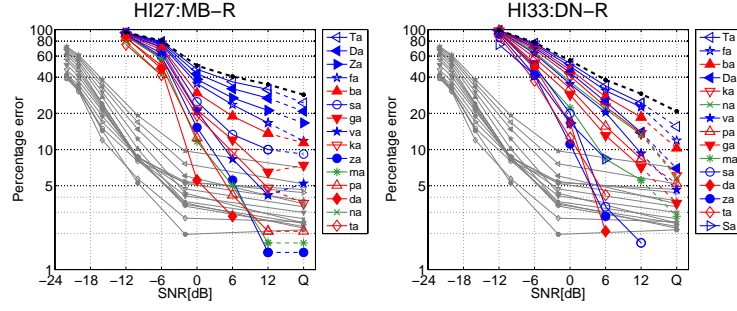 HI27:MB−R
100
80
60
40
20
10
5
1
Percentage error
−24 −18 −12 −6 0 6 12 Q
SNR[dB]
Ta
Da
Za
fa
ba
sa
ga
va
ka
za
ma
pa
da
na
ta
HI33:DN−R
100
80
60
40
20
10
5
1
Percentage error
−24 −18 −12 −6 0 6 12 Q
SNR[dB]
Ta
fa
ba
Da
ka
na
va
pa
ga
ma
sa
da
za
ta
Sa